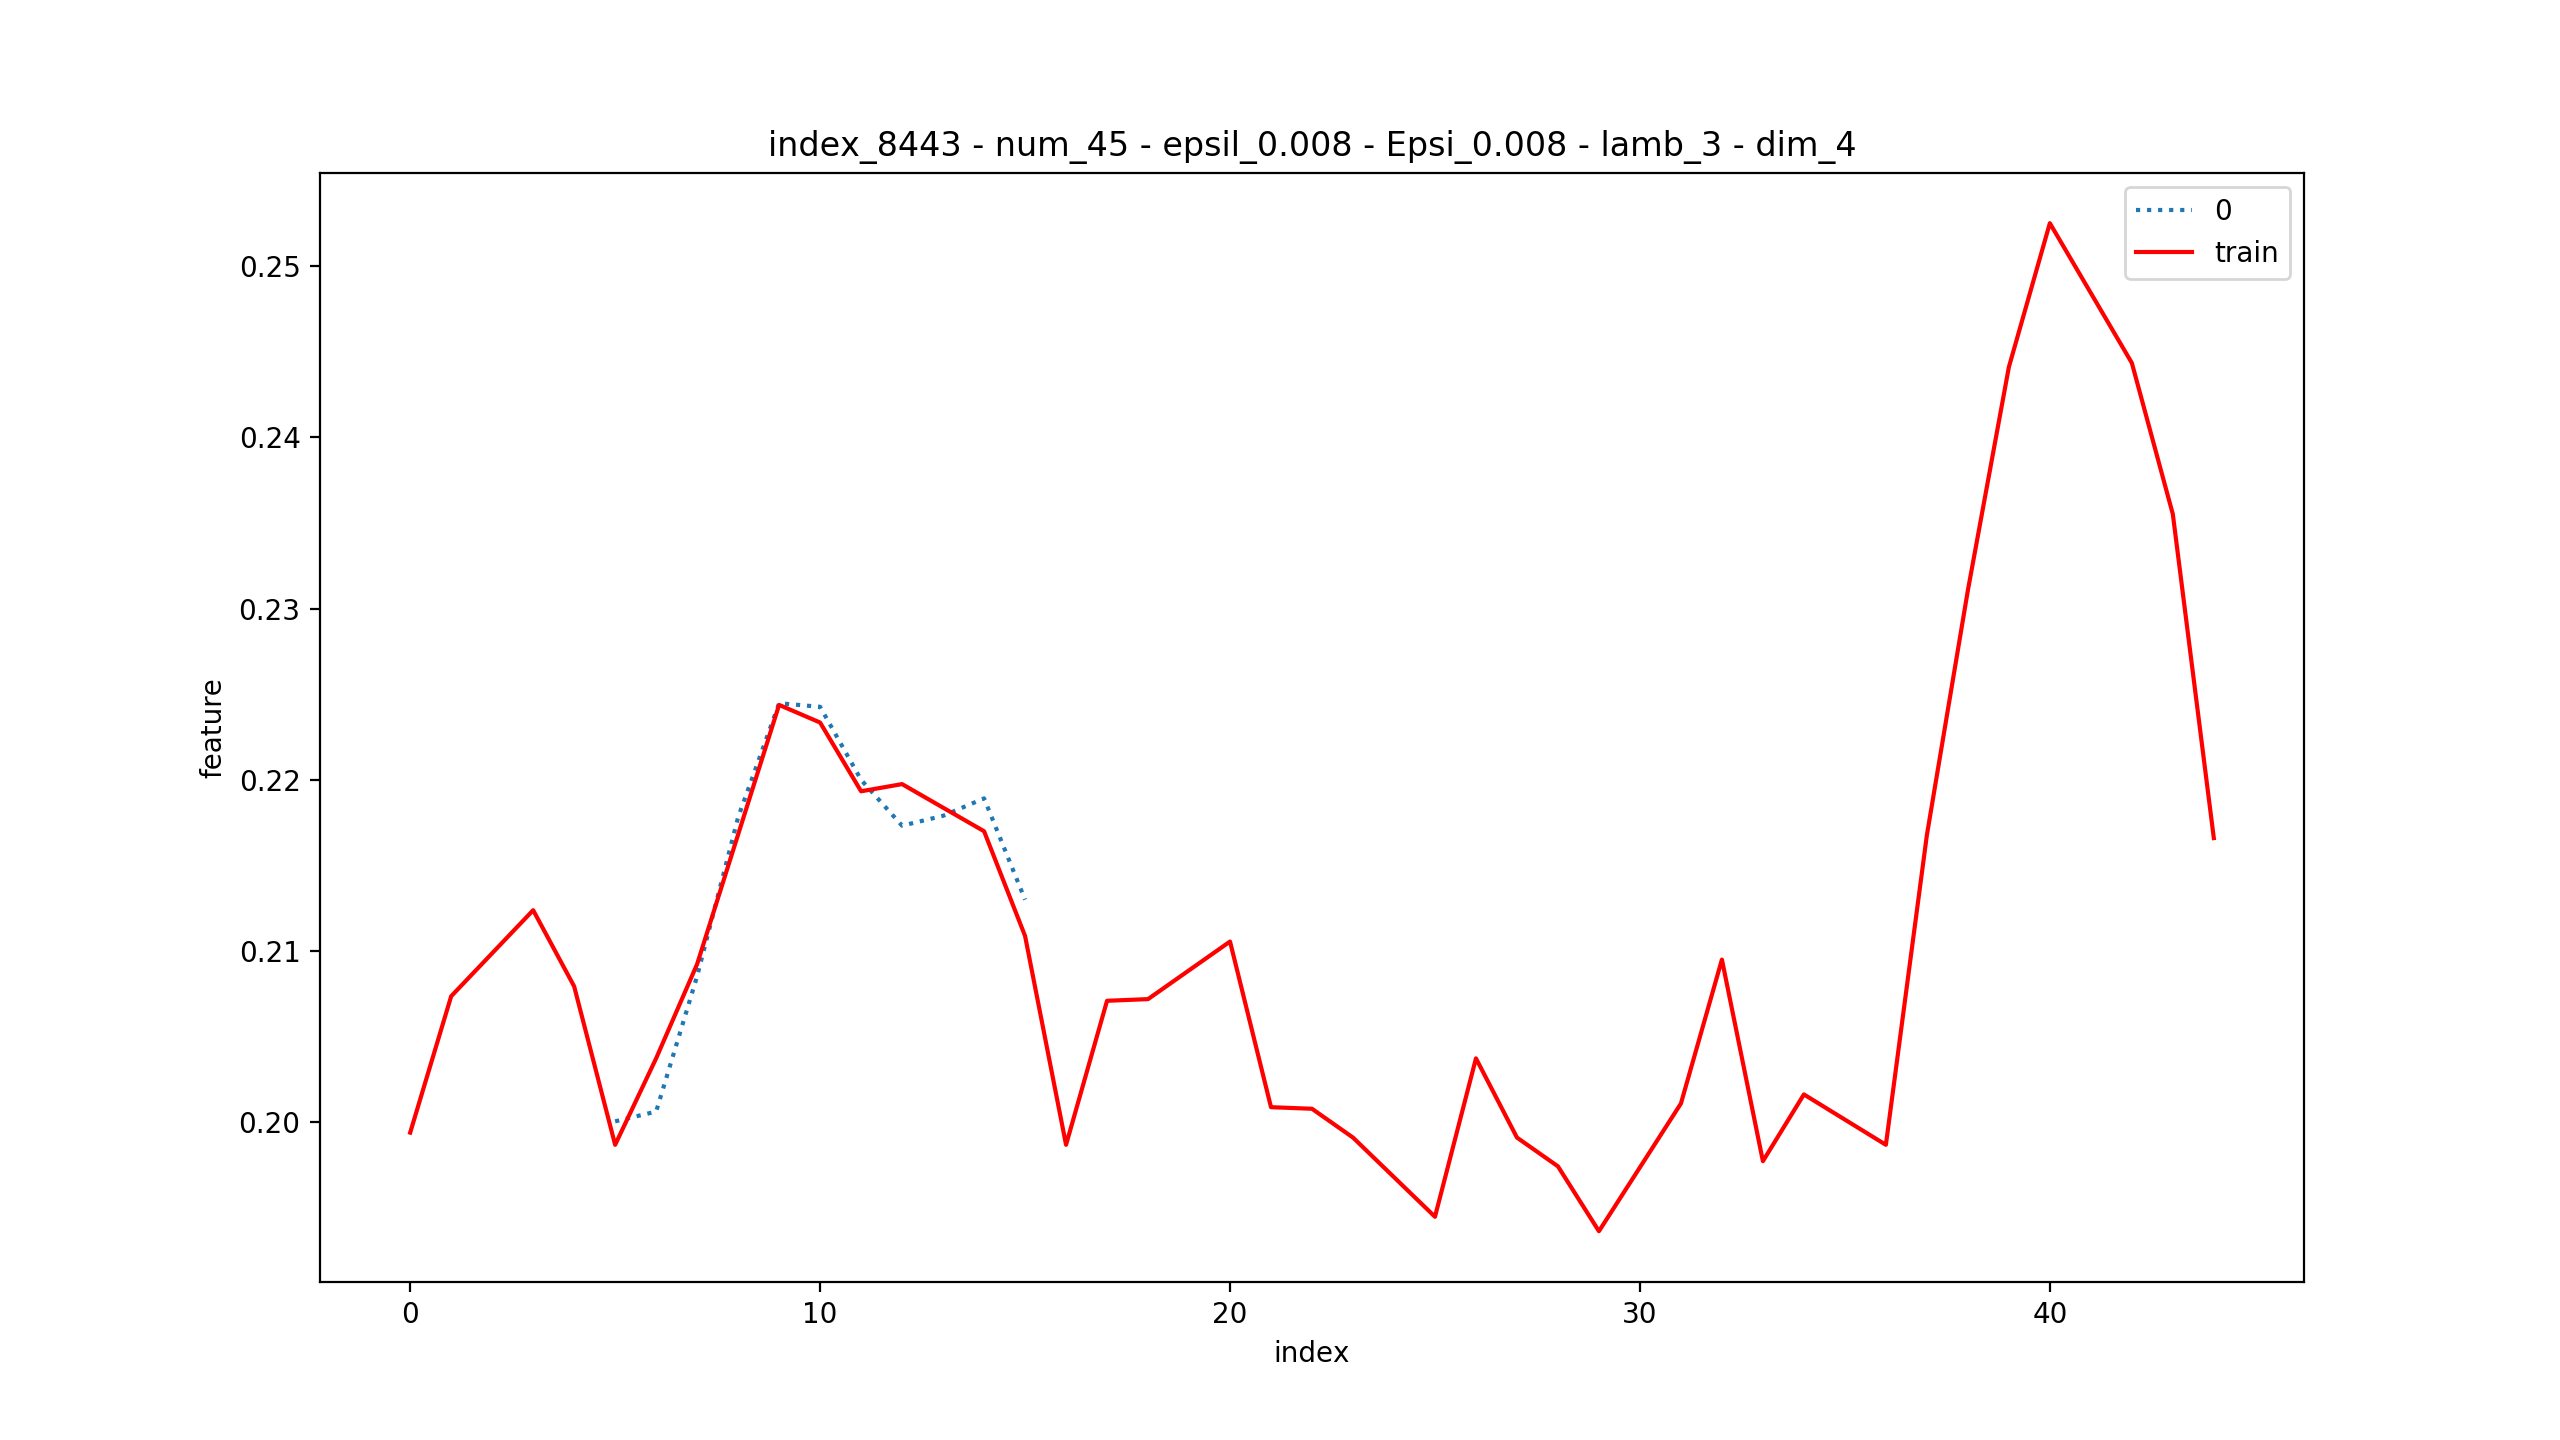 index_8443 - num_45 - epsil_0.008 - Epsi_0.008 - lamb_3 - dim_4
0
train
0.25
0.24
0.23
0.22
0.21
0.20
feature
0 10 20 30 40
index